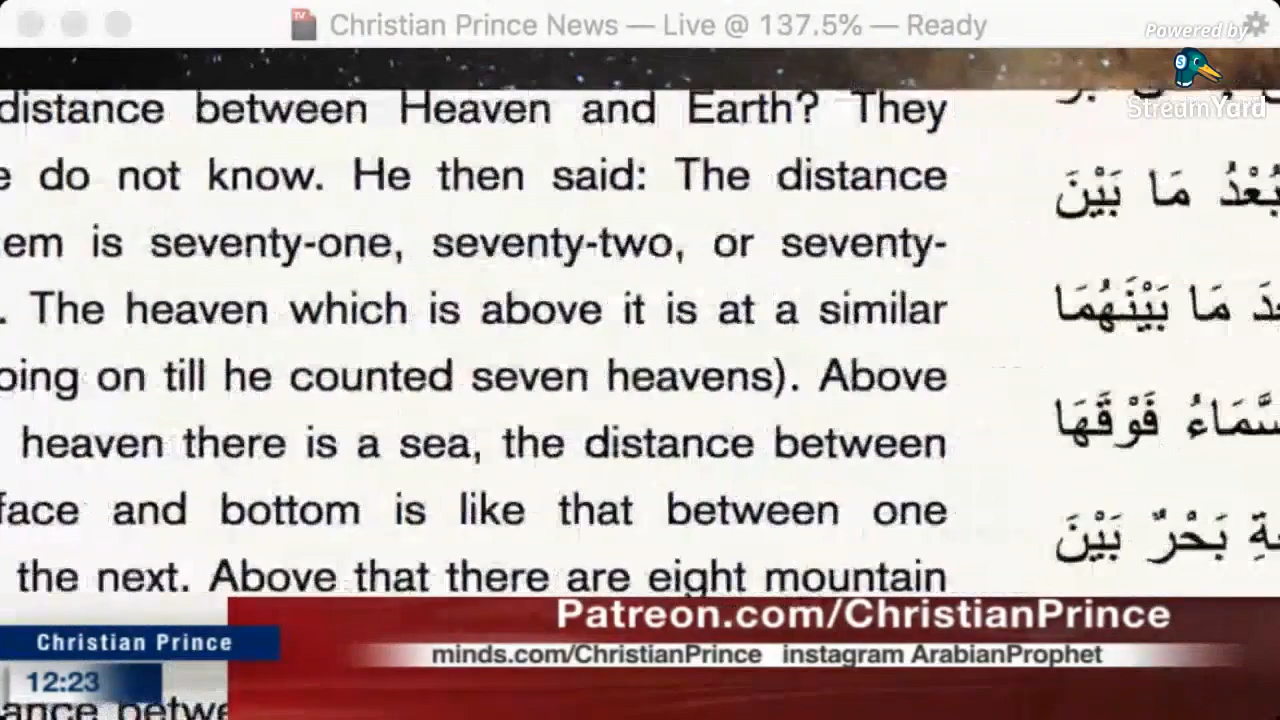 Christian Prince News — Live @ 137.5% — Ready
Powered by
StreamYard
distance between Heaven and Earth? They
do not know. He then said: The distance
is seventy-one, seventy-two, or seventy-
. The heaven which is above it is at a similar
on till he counted seven heavens). Above
heaven there is a sea, the distance between
and bottom is like that between one
the next. Above that there are eight mountain
مَا بَيْنَ
مَا بَيْنَهُمَا
فَوْقَهَا
بَحْرٌ بَيْنَ
Patreon.com/ChristianPrince
Christian Prince
minds.com/ChristianPrince instagram ArabianProphet
12:23